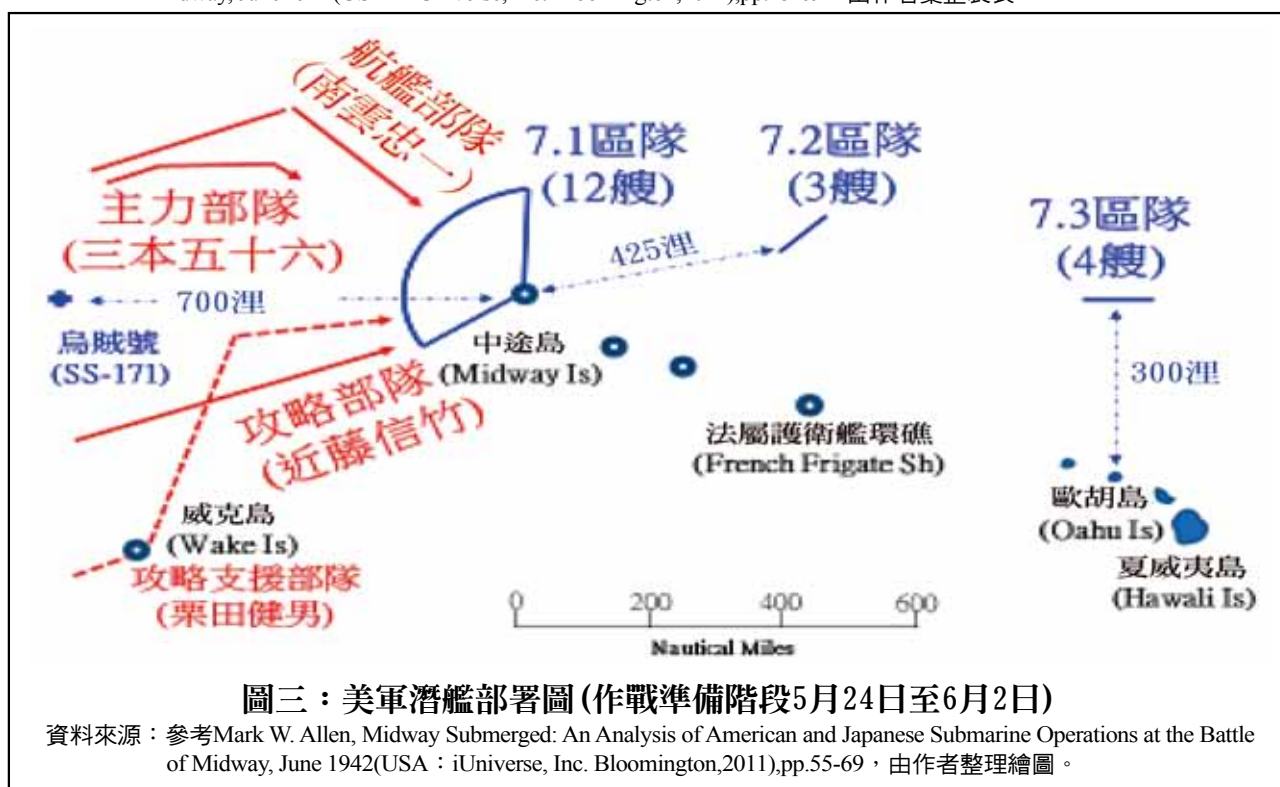 航艦部隊
(南雲忠一)
7.1區隊
(12艘)
7.2區隊
(3艘)
主力部隊
(三本五十六)
7.3區隊
(4艘)
425浬
700浬
烏賊號
(SS-171)
中途島
(Midway Is)
300浬
攻略部隊
(近藤信竹)
法屬護衛艦環礁
(French Frigate Sh)
歐胡島
(Oahu Is)
威克島
(Wake Is)
夏威夷島
(Hawali Is)
攻略支援部隊
(栗田健男)
0 200 400 600
Nautical Miles
圖三：美軍潛艦部署圖(作戰準備階段5月24日至6月2日)
資料來源：參考Mark W. Allen, Midway Submerged: An Analysis of American and Japanese Submarine Operations at the Battle
of Midway, June 1942(USA：iUniverse, Inc. Bloomington,2011),pp.55-69，由作者整理繪圖。